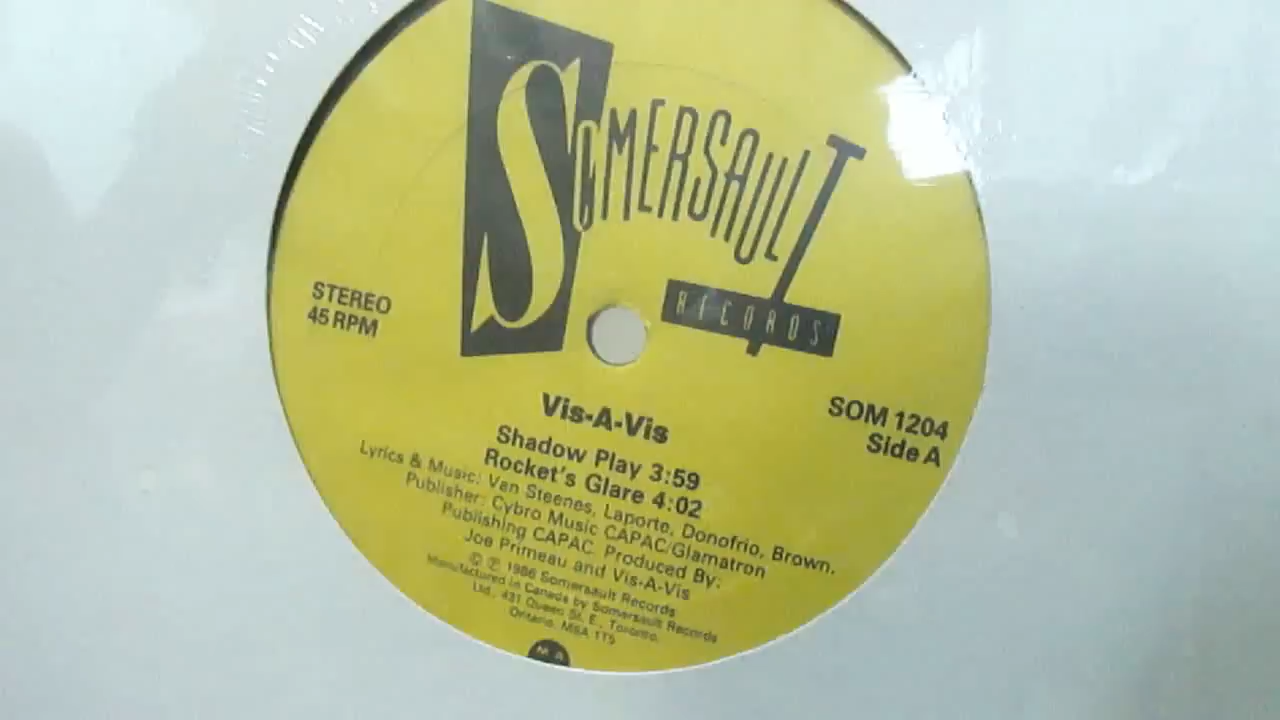 SOMERSAULT
RECORDS
STEREO
45 RPM
SOM 1204
Side A
Vis-A-Vis
Shadow Play 3:59
Rocket's Glare 4:02
Lyrics & Music: Van Steenes, Laporte, Donofrio, Brown.
Publisher: Cybro Music CAPAC/Glamatron
Publishing CAPAC. Produced By:
Joe Primeau and Vis-A-Vis
© ℗ 1986 Somersault Records
Manufactured in Canada by Somersault Records
Ltd., 431 Queen St. E., Toronto,
Ontario. M5A 1T5
M A